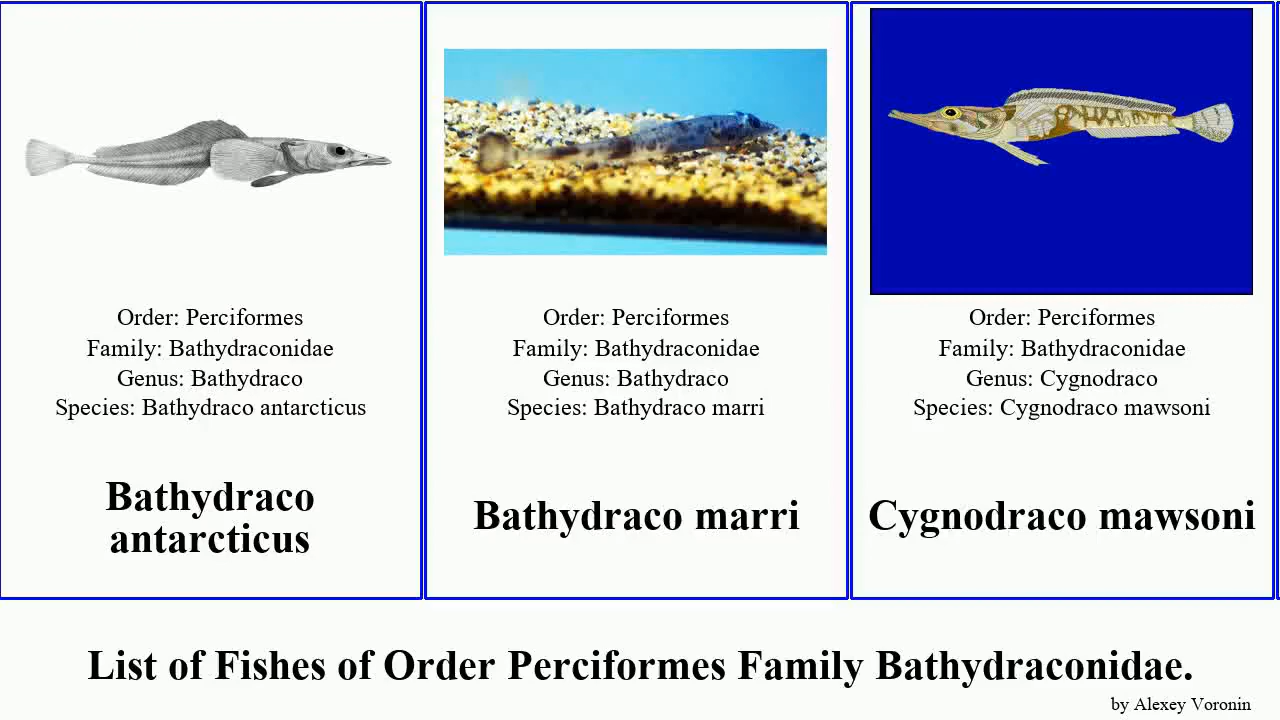 Order: Perciformes
Family: Bathydraconidae
Genus: Bathydraco
Species: Bathydraco antarcticus
Bathydraco
antarcticus
Order: Perciformes
Family: Bathydraconidae
Genus: Bathydraco
Species: Bathydraco marri
Bathydraco marri
Order: Perciformes
Family: Bathydraconidae
Genus: Cygnodraco
Species: Cygnodraco mawsoni
Cygnodraco mawsoni
List of Fishes of Order Perciformes Family Bathydraconidae.
by Alexey Voronin